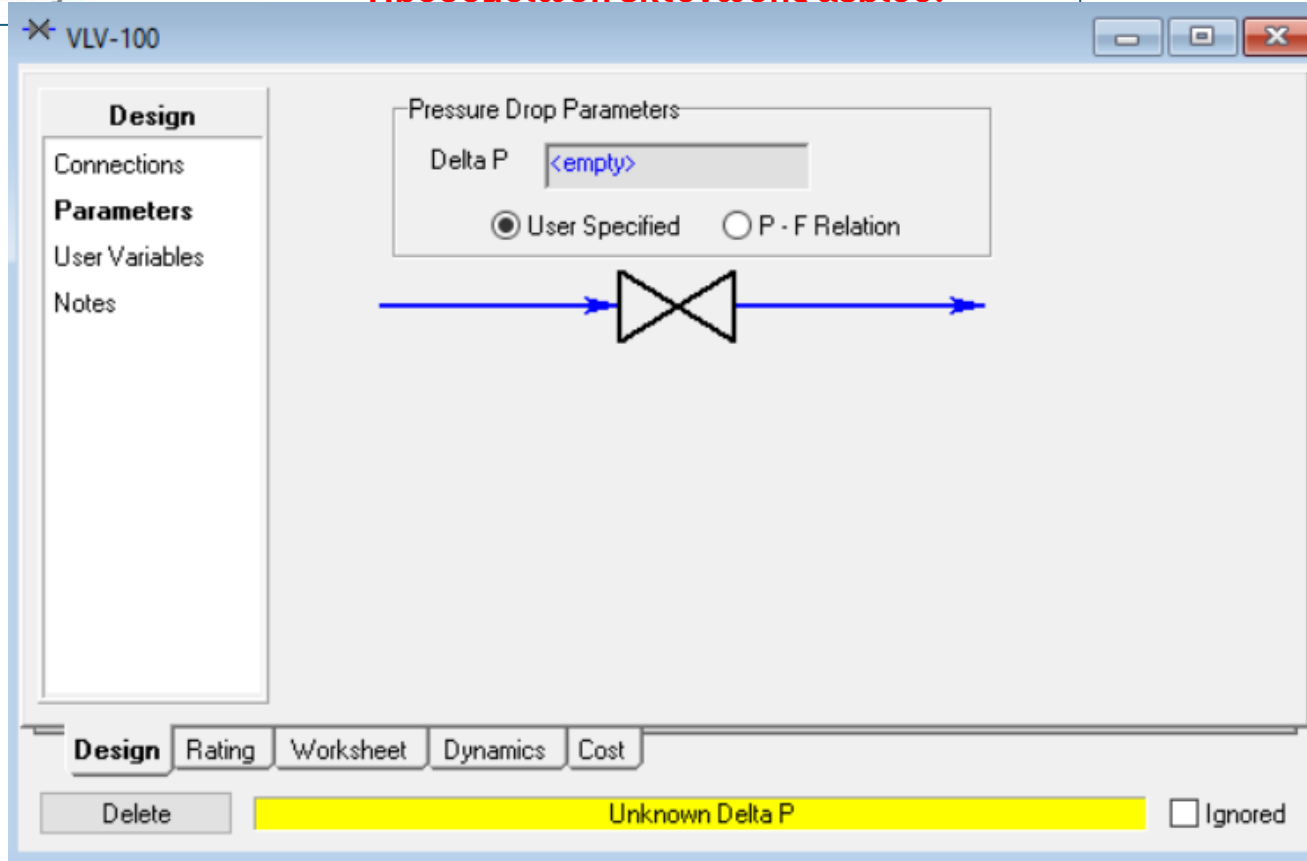 VLV-100
Design
Connections
Parameters
User Variables
Notes
Pressure Drop Parameters
Delta P <empty>
User Specified P - F Relation
Design Rating Worksheet Dynamics Cost
Delete Unknown Delta P Ignored